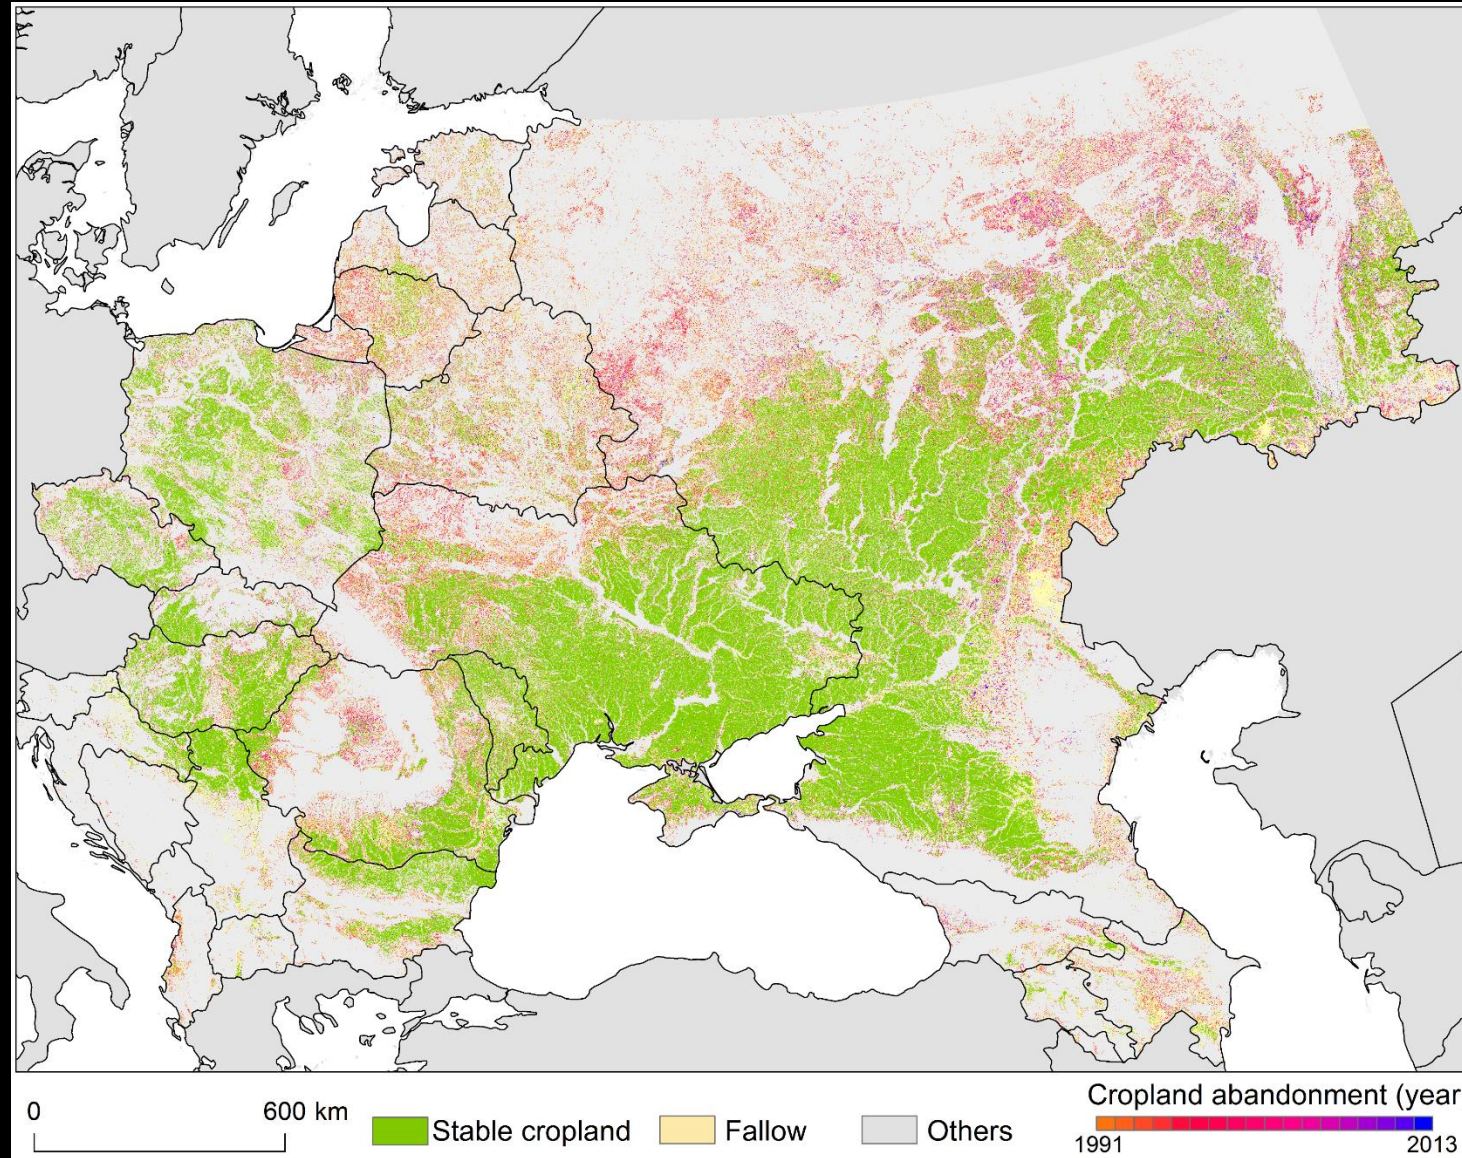 0 600 km
Stable cropland
Fallow
Others
Cropland abandonment (year
1991 2013